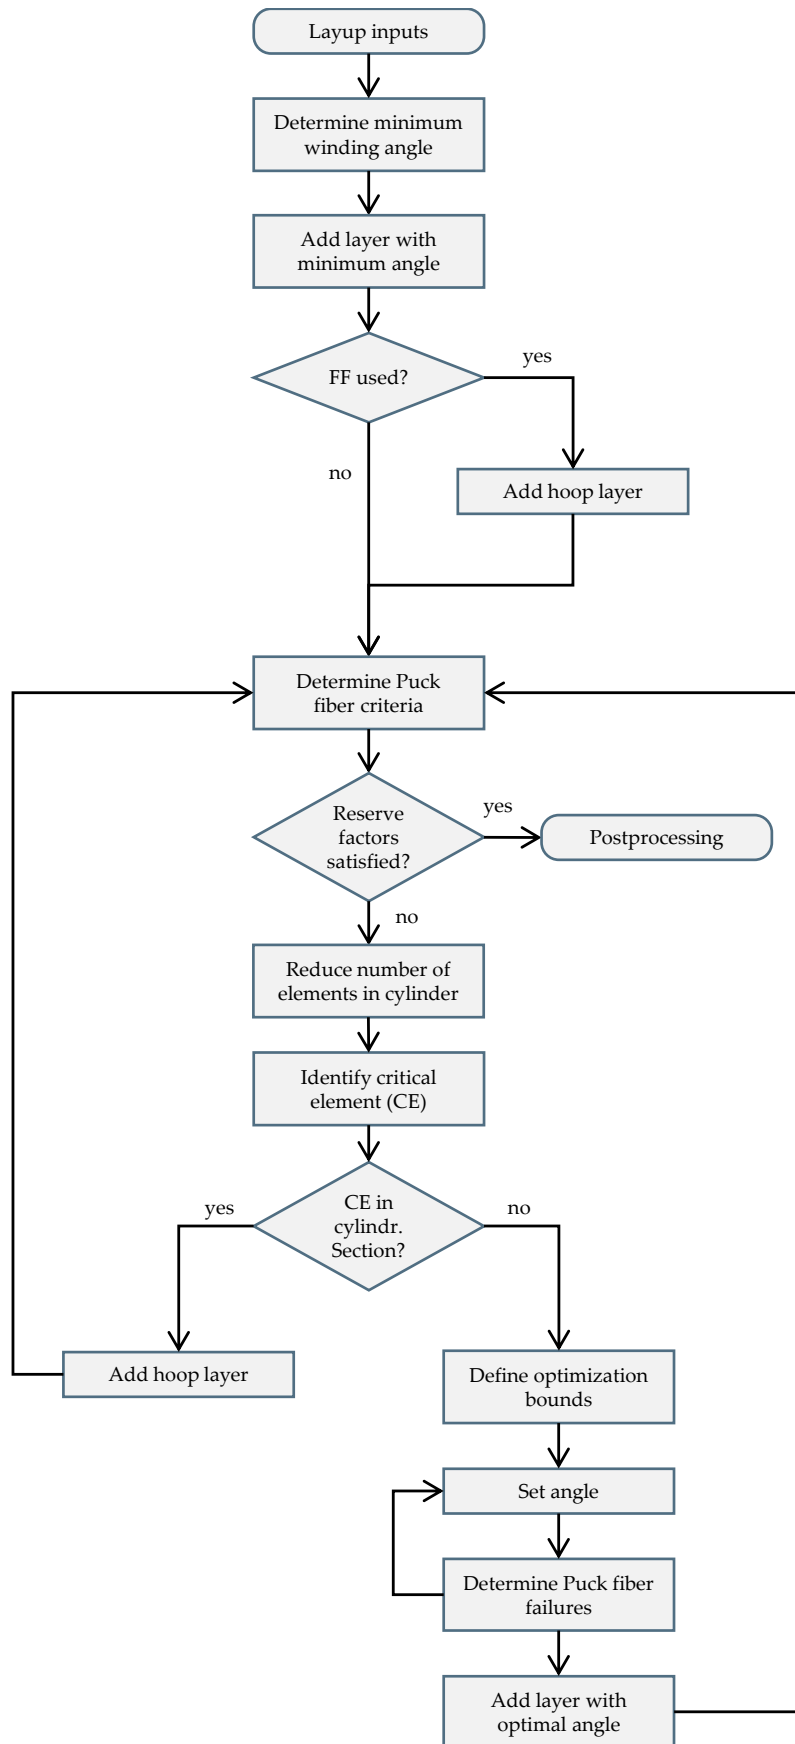 Layup inputs
Determine minimum
winding angle
Add layer with
minimum angle
FF used?
yes
no
Add hoop layer
Determine Puck
fiber criteria
Reserve
factors
satisfied?
yes
Postprocessing
no
Reduce number of
elements in cylinder
Identify critical
element (CE)
yes
CE in
cylindr.
Section?
no
Add hoop layer
Define optimization
bounds
Set angle
Determine Puck fiber
failures
Add layer with
optimal angle